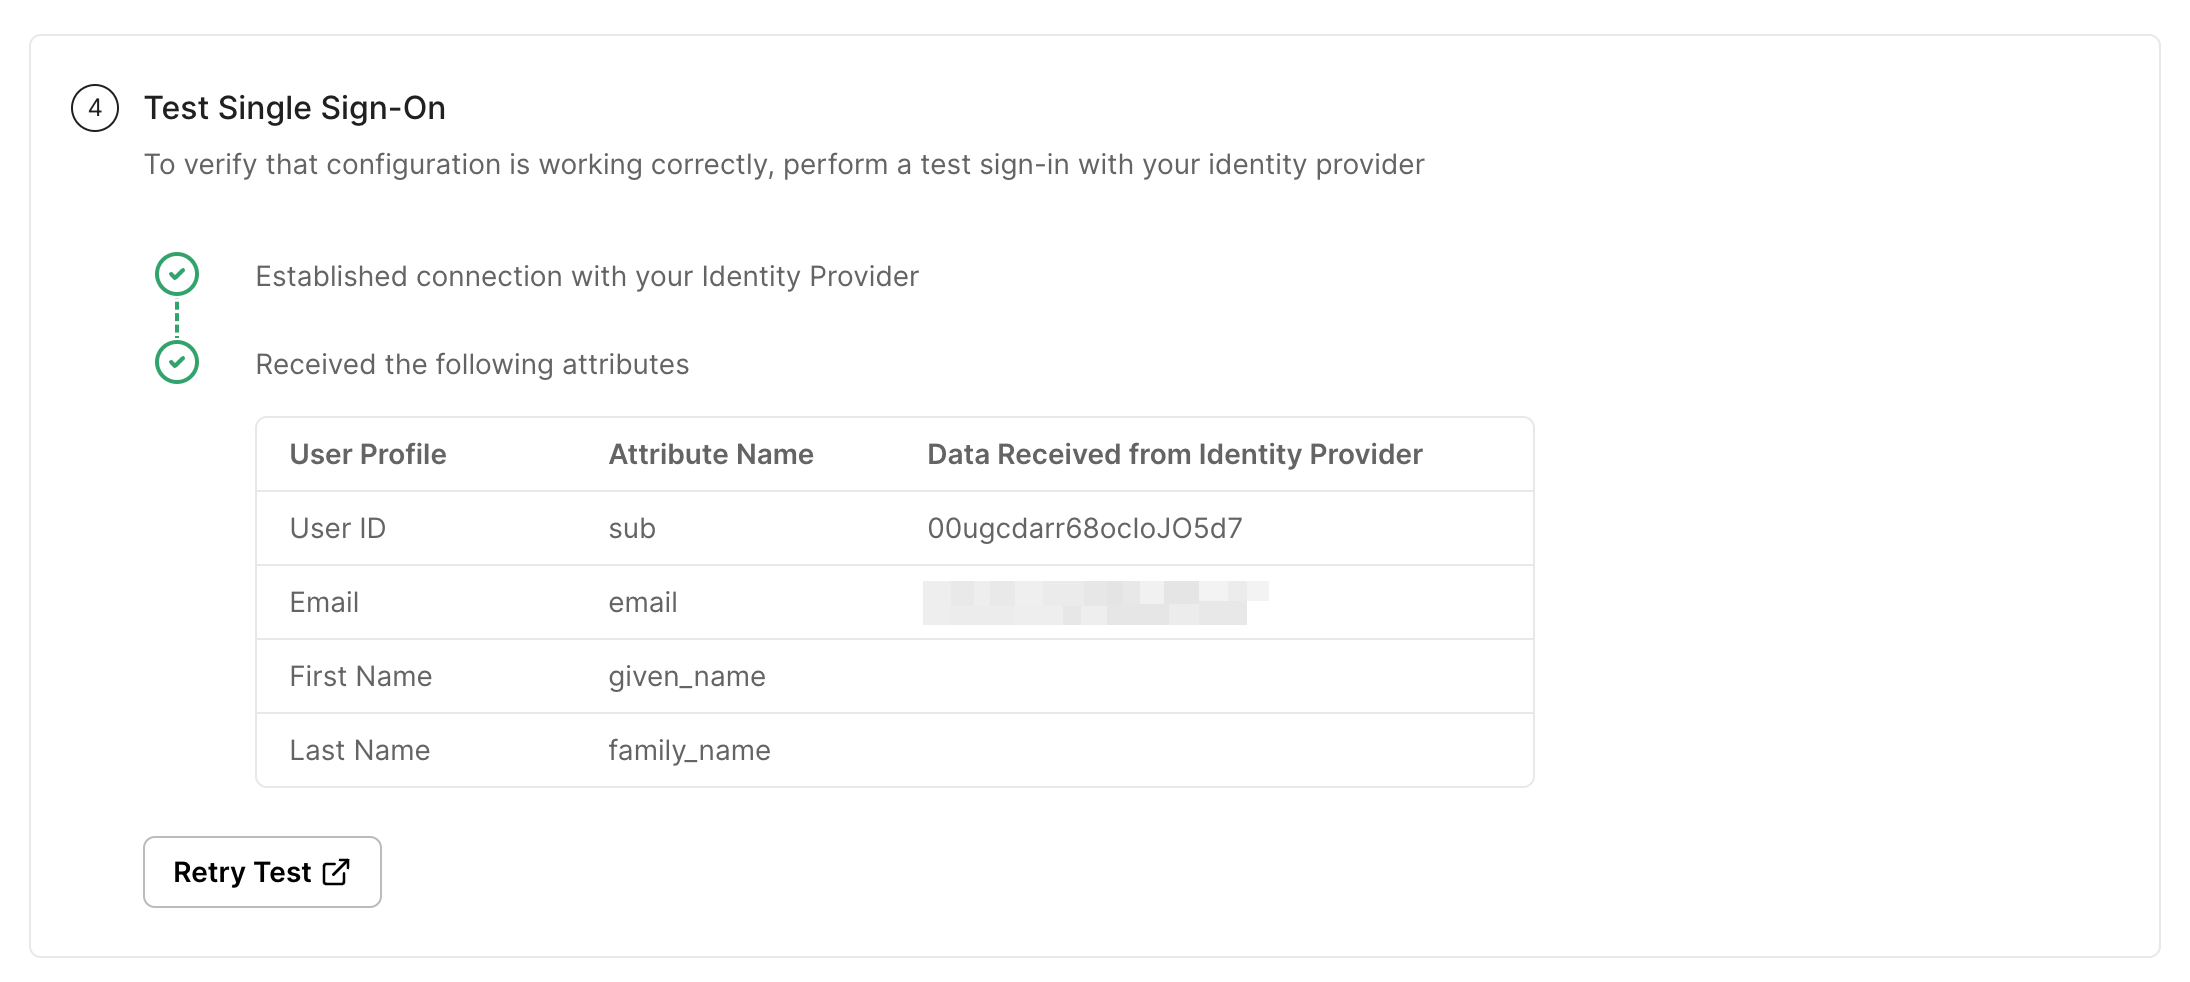 4 Test Single Sign-On
To verify that configuration is working correctly, perform a test sign-in with your identity provider
Established connection with your Identity Provider
Received the following attributes
User Profile Attribute Name Data Received from Identity Provider
User ID sub 00ugcdarr68ocIoJO5d7
Email email
First Name given_name
Last Name family_name
Retry Test